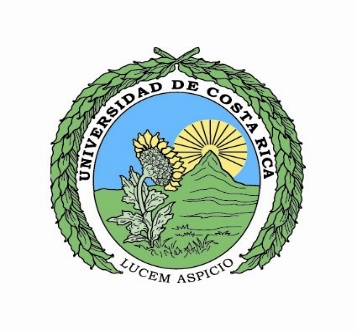 UNIVERSIDAD DE COSTA RICA
LUCEM ASPICIO